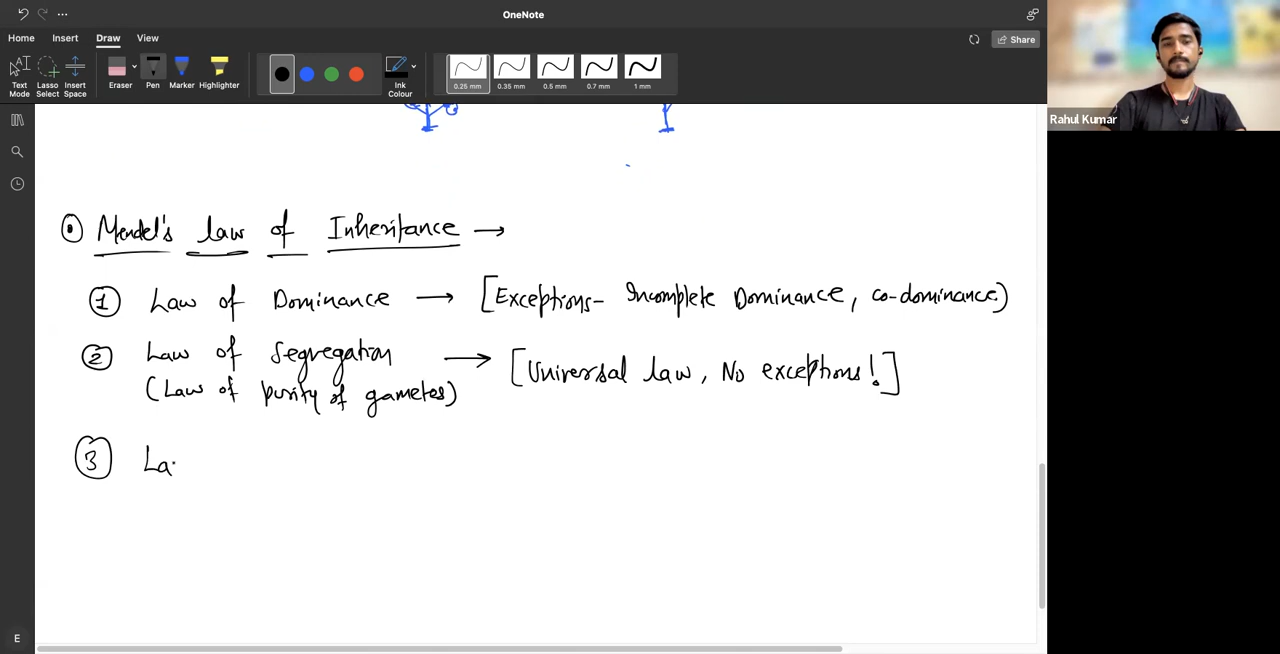 OneNote
Home Insert Draw View
Share
Text Mode
Lasso Select
Insert Space
Eraser
Pen
Marker
Highlighter
Ink Colour
0.25 mm
0.35 mm
0.5 mm
0.7 mm
1 mm
Rahul Kumar
Mendel's law of Inheritance →
① Law of Dominance → [Exceptions- Incomplete Dominance, co-dominance)
② Law of Segregation → [Universal law, No exceptions!]
(Law of purity of gametes)
③ La
E